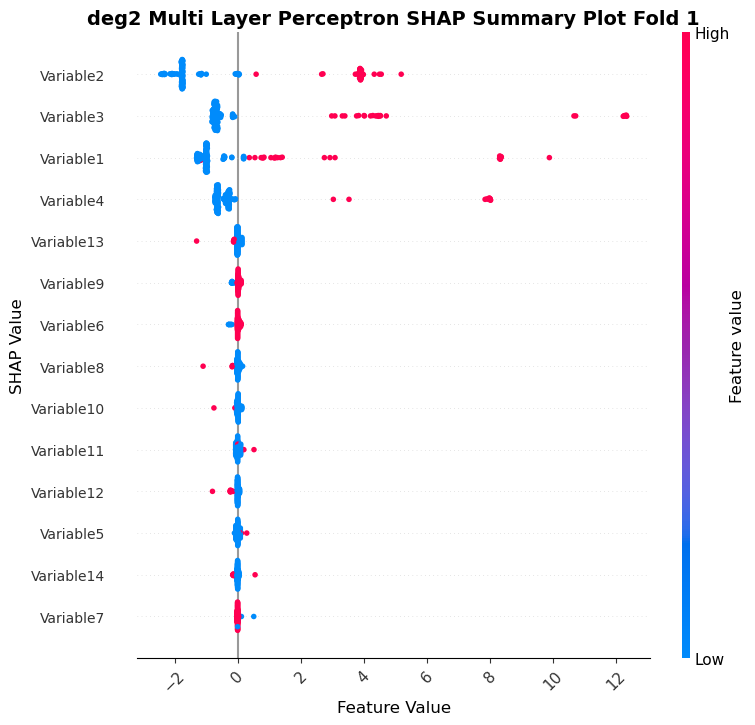 deg2 Multi Layer Perceptron SHAP Summary Plot Fold 1
High
Variable2
Variable3
Variable1
Variable4
Variable13
Variable9
Variable6
Variable8
Variable10
Variable11
Variable12
Variable5
Variable14
Variable7
SHAP Value
Feature value
Low
−2
0
2
4
6
8
10
12
Feature Value